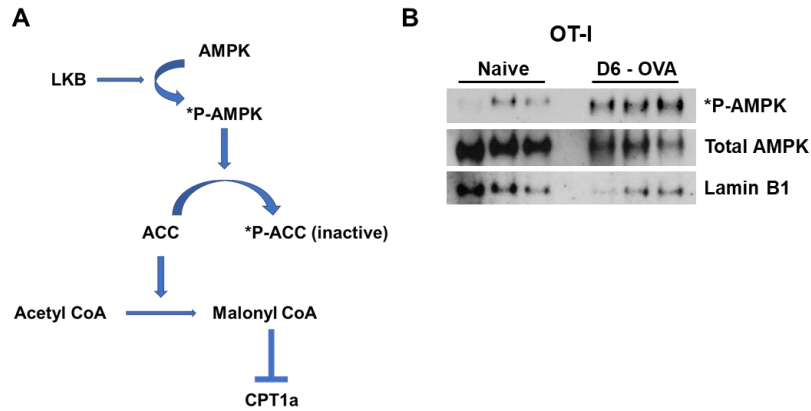 A
AMPK
LKB
*P-AMPK
ACC
*P-ACC (inactive)
Acetyl CoA
Malonyl CoA
CPT1a
B
OT-I
Naive
D6 - OVA
*P-AMPK
Total AMPK
Lamin B1